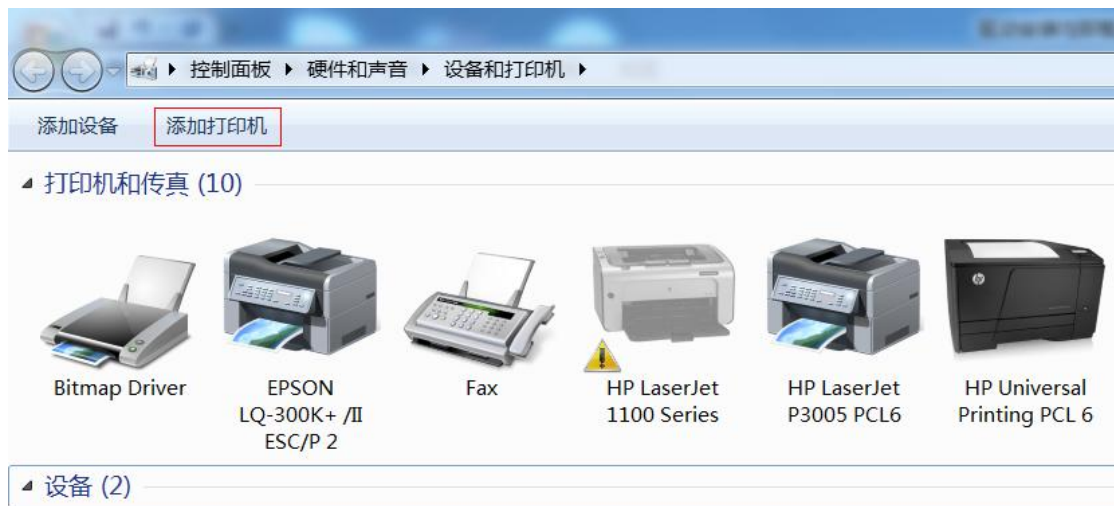 控制面板 ▸ 硬件和声音 ▸ 设备和打印机 ▸
添加设备 添加打印机
打印机和传真 (10)
Bitmap Driver
EPSON
LQ-300K+ /II
ESC/P 2
Fax
HP LaserJet
1100 Series
HP LaserJet
P3005 PCL6
HP Universal
Printing PCL 6
设备 (2)